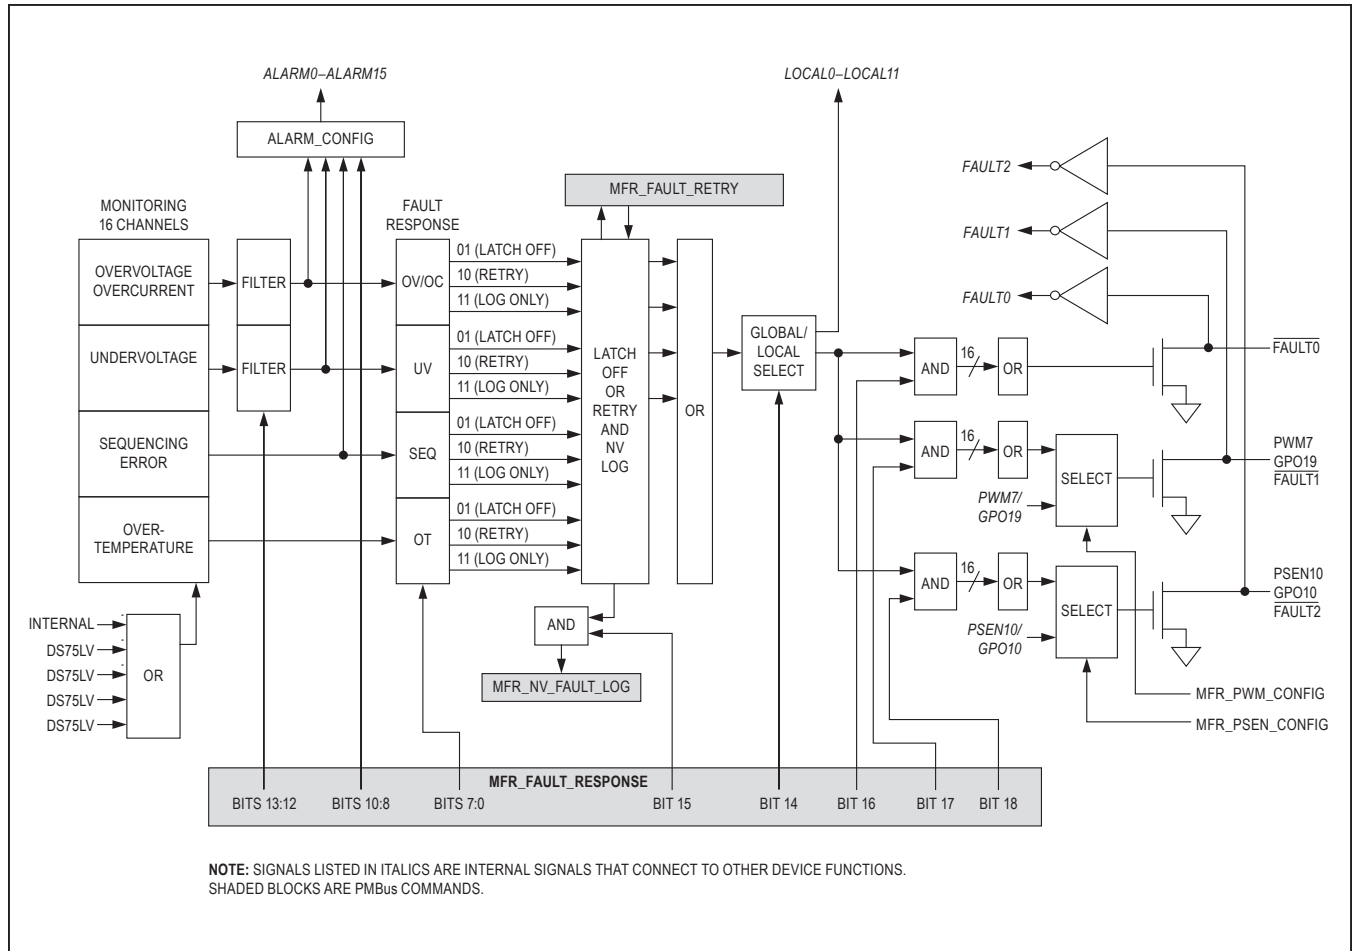 ALARM0–ALARM15
LOCAL0–LOCAL11
ALARM_CONFIG
FAULT2
MFR_FAULT_RETRY
MONITORING
16 CHANNELS
FAULT
RESPONSE
FAULT1
OVERVOLTAGE
OVERCURRENT
FILTER
OV/OC
01 (LATCH OFF)
10 (RETRY)
11 (LOG ONLY)
FAULT0
UNDERVOLTAGE
FILTER
UV
01 (LATCH OFF)
10 (RETRY)
11 (LOG ONLY)
LATCH
OFF
OR
RETRY
AND
NV
LOG
OR
GLOBAL/
LOCAL
SELECT
AND
16
OR
FAULT0
SEQUENCING
ERROR
SEQ
01 (LATCH OFF)
10 (RETRY)
11 (LOG ONLY)
AND
16
OR
SELECT
PWM7/
GPO19
PWM7
GPO19
FAULT1
OVER-
TEMPERATURE
OT
01 (LATCH OFF)
10 (RETRY)
11 (LOG ONLY)
AND
16
OR
SELECT
PSEN10/
GPO10
PSEN10
GPO10
FAULT2
INTERNAL
DS75LV
DS75LV
DS75LV
DS75LV
OR
AND
MFR_NV_FAULT_LOG
MFR_PWM_CONFIG
MFR_PSEN_CONFIG
MFR_FAULT_RESPONSE
BITS 13:12
BITS 10:8
BITS 7:0
BIT 15
BIT 14
BIT 16
BIT 17
BIT 18
NOTE: SIGNALS LISTED IN ITALICS ARE INTERNAL SIGNALS THAT CONNECT TO OTHER DEVICE FUNCTIONS.
SHADED BLOCKS ARE PMBus COMMANDS.